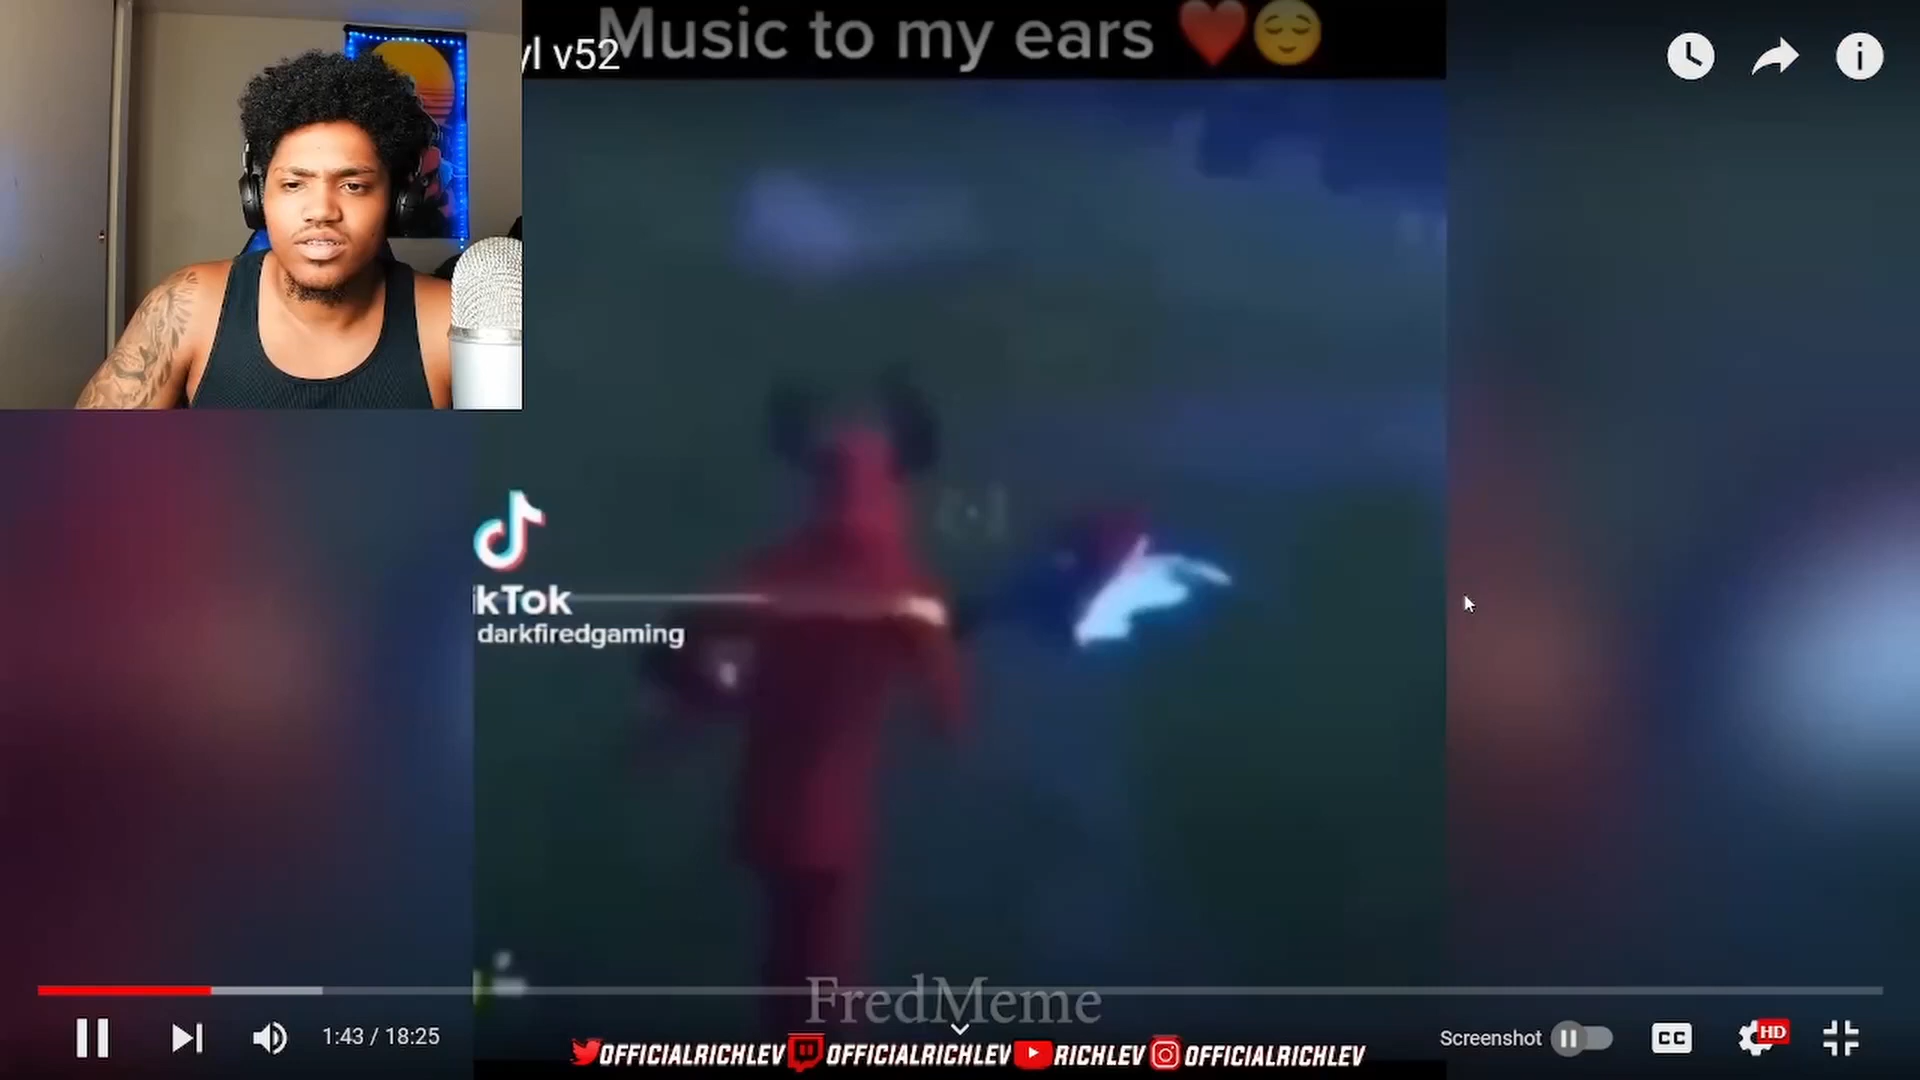 Music to my ears ❤️😌
yl v52
kTok
darkfiredgaming
FredMeme
1:43 / 18:25
OFFICIALRICHLEV OFFICIALRICHLEV RICHLEV OFFICIALRICHLEV
Screenshot
CC
HD